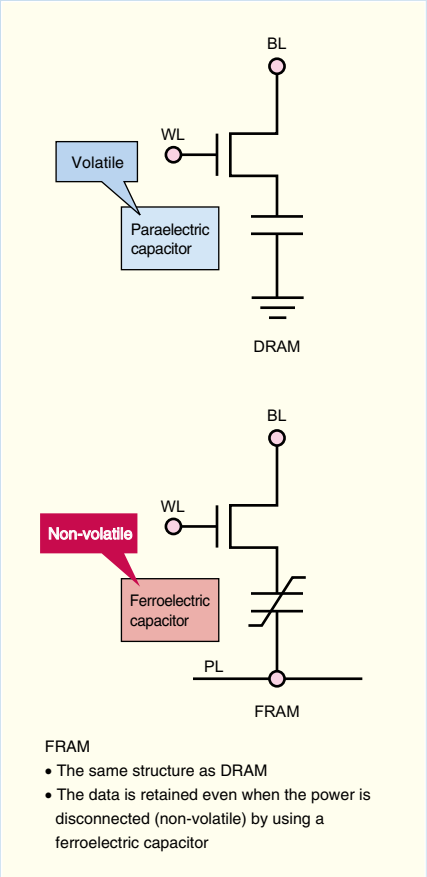 BL
WL
Volatile
Paraelectric
capacitor
DRAM
BL
WL
Non-volatile
Ferroelectric
capacitor
PL
FRAM
FRAM
• The same structure as DRAM
• The data is retained even when the power is
disconnected (non-volatile) by using a
ferroelectric capacitor